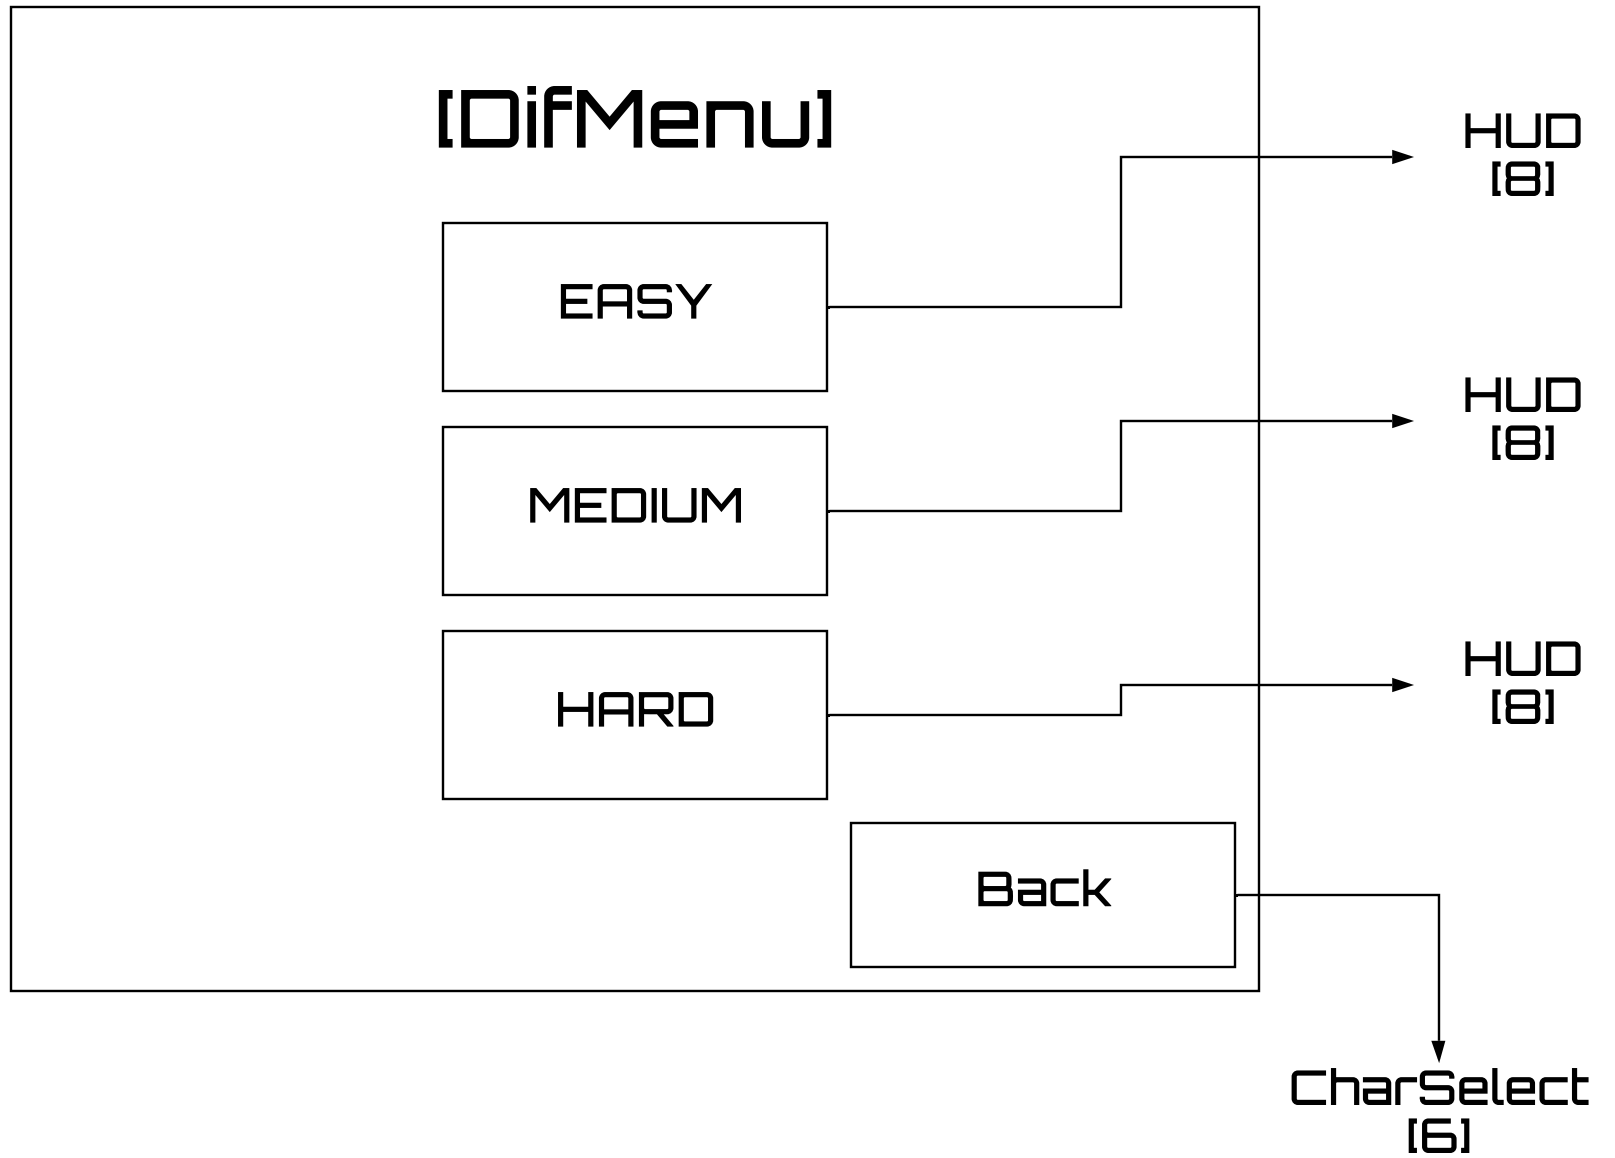 [DifMenu]
HUD
[8]
EASY
HUD
[8]
MEDIUM
HUD
[8]
HARD
Back
CharSelect
[6]